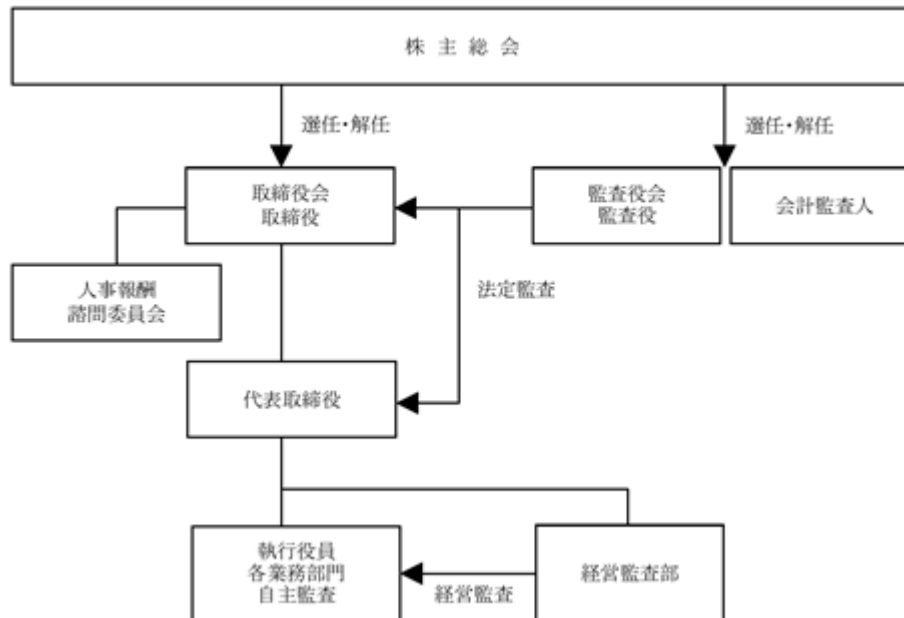 株主総会
選任・解任
選任・解任
取締役会
取締役
監査役会
監査役
会計監査人
人事報酬
諮問委員会
法定監査
代表取締役
執行役員
各業務部門
自主監査
経営監査
経営監査部